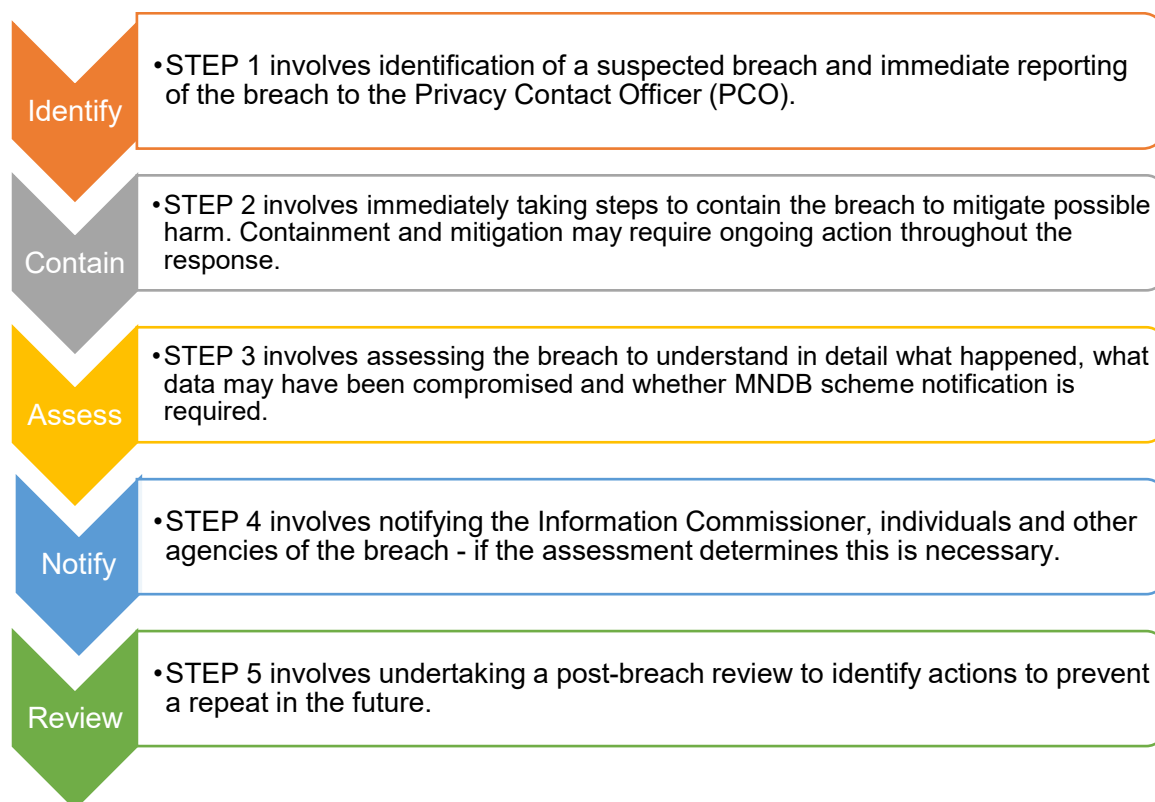 Identify
•STEP 1 involves identification of a suspected breach and immediate reporting
of the breach to the Privacy Contact Officer (PCO).
Contain
•STEP 2 involves immediately taking steps to contain the breach to mitigate possible
harm. Containment and mitigation may require ongoing action throughout the
response.
Assess
•STEP 3 involves assessing the breach to understand in detail what happened, what
data may have been compromised and whether MNDB scheme notification is
required.
Notify
•STEP 4 involves notifying the Information Commissioner, individuals and other
agencies of the breach - if the assessment determines this is necessary.
Review
•STEP 5 involves undertaking a post-breach review to identify actions to prevent
a repeat in the future.